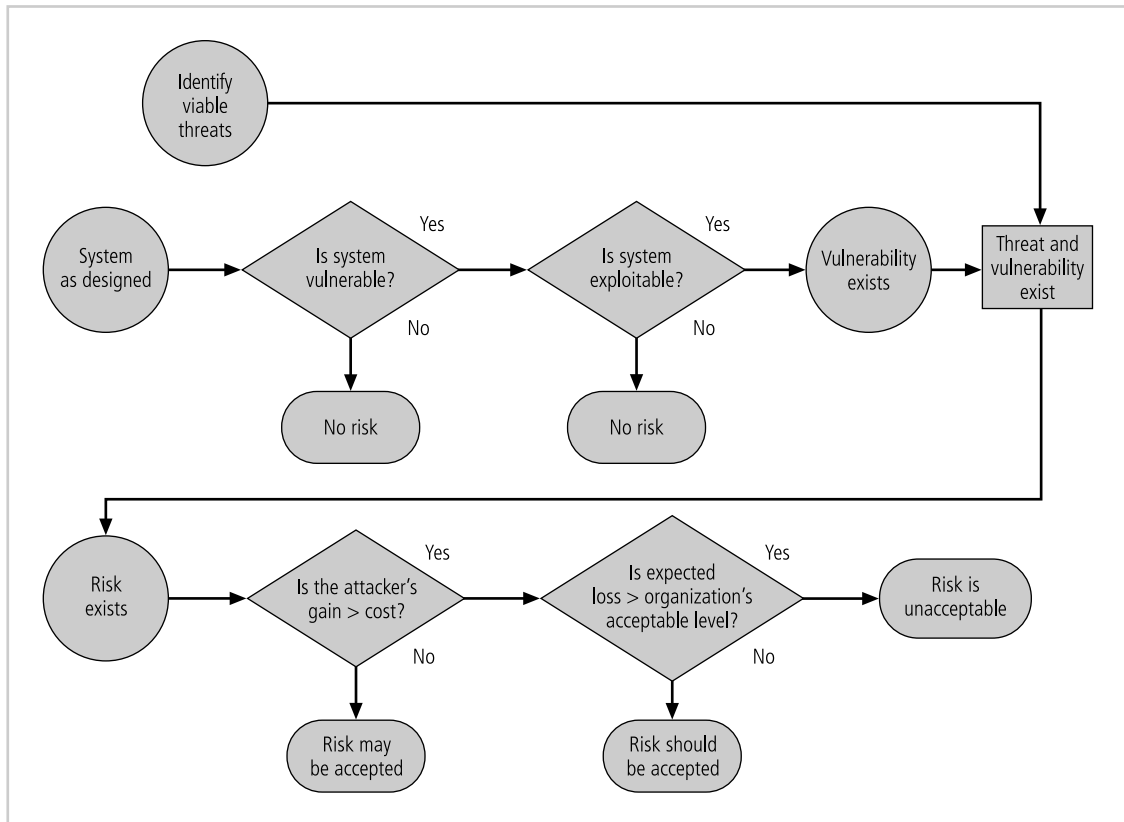 Identify
viable
threats
System
as designed
Is system
vulnerable?
Yes
No
No risk
Is system
exploitable?
Yes
No
No risk
Vulnerability
exists
Threat and
vulnerability
exist
Risk
exists
Is the attacker’s
gain > cost?
Yes
No
Risk may
be accepted
Is expected
loss > organization’s
acceptable level?
Yes
No
Risk should
be accepted
Risk is
unacceptable